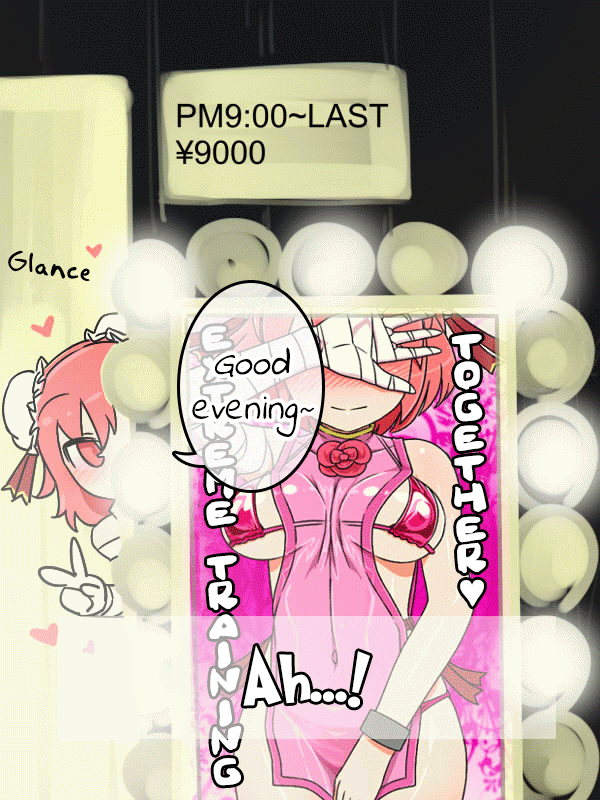 PM9:00~LAST
¥9000
Glance
Good
evening~
EXTREME TRAINING
TOGETHER♥
Ah...!